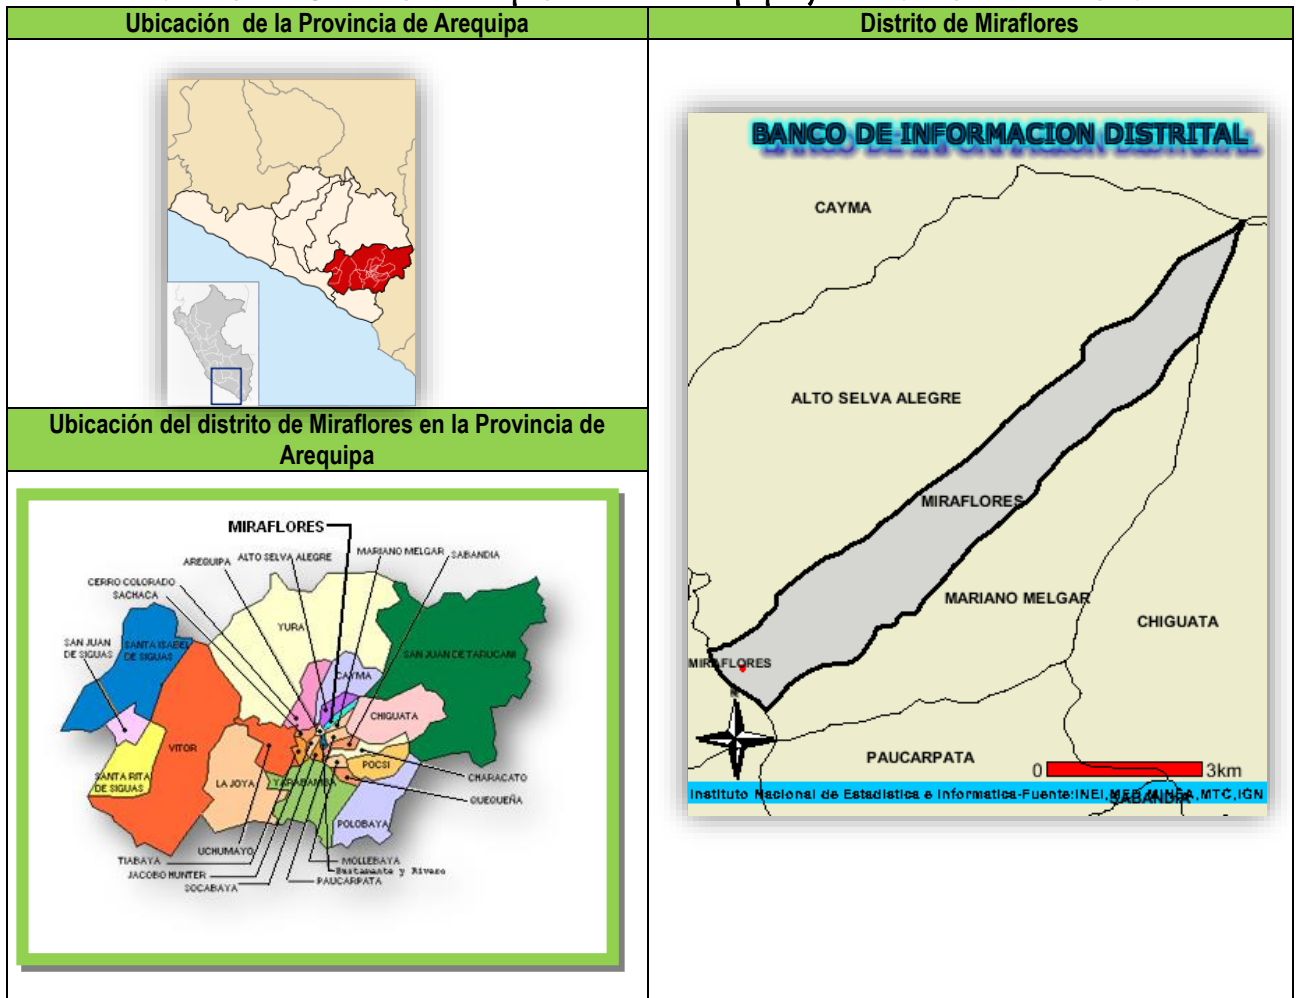 Ubicación de la Provincia de Arequipa
Distrito de Miraflores
BANCO DE INFORMACION DISTRITAL
CAYMA
ALTO SELVA ALEGRE
MIRAFLORES
MARIANO MELGAR
CHIGUATA
MIRAFLORES
N
PAUCARPATA
0 3km
SABANDIA
Instituto Nacional de Estadistica e Informatica-Fuente:INEI,MED,MINSA,MTC,IGN
Ubicación del distrito de Miraflores en la Provincia de
Arequipa
MIRAFLORES
AREQUIPA
ALTO SELVA ALEGRE
MARIANO MELGAR
SABANDIA
CERRO COLORADO
SACHACA
YURA
SAN JUAN
DE SIGUAS
SANTA ISABEL
DE SIGUAS
SAN JUAN DE TARUCANI
CAYMA
CHIGUATA
VITOR
POCSI
SANTA RITA
DE SIGUAS
LA JOYA
YARABAMBA
CHARACATO
QUEQUEÑA
POLOBAYA
UCHUMAYO
TIABAYA
JACOBO HUNTER
SOCABAYA
MOLLEBAYA
Bustamante y Rivero
PAUCARPATA